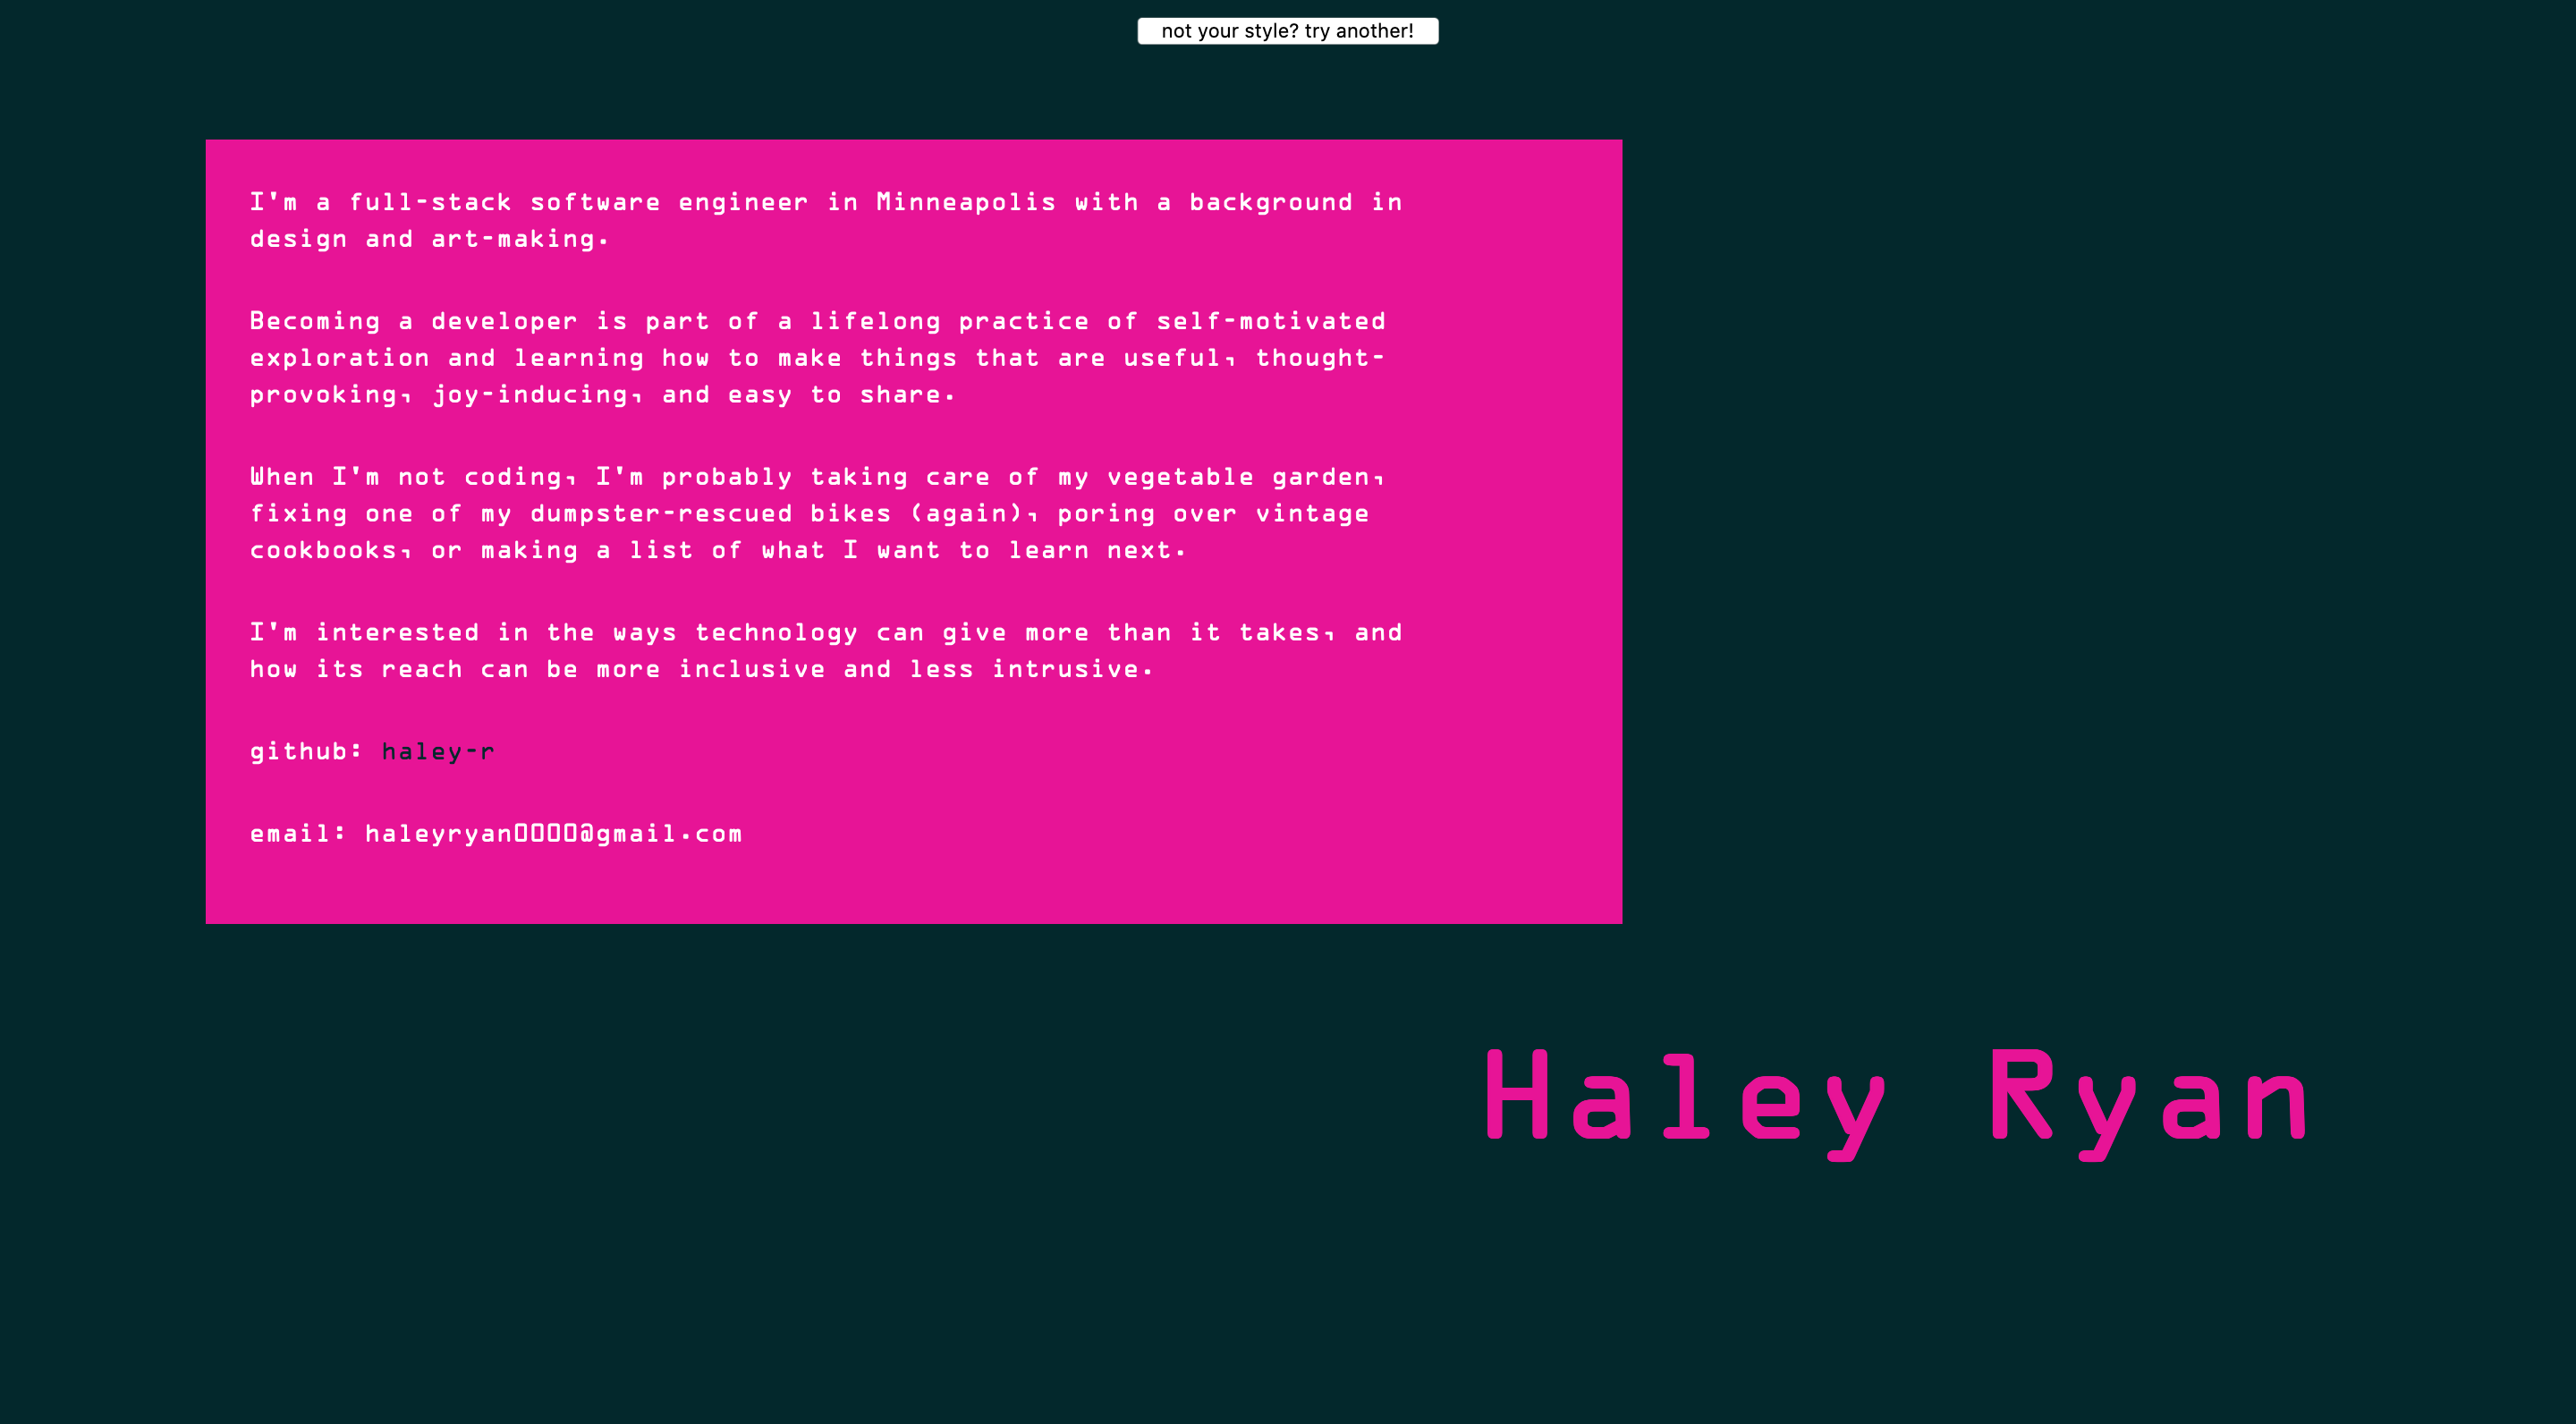 not your style? try another!
I'm a full-stack software engineer in Minneapolis with a background in
design and art-making.
Becoming a developer is part of a lifelong practice of self-motivated
exploration and learning how to make things that are useful, thought-
provoking, joy-inducing, and easy to share.
When I'm not coding, I'm probably taking care of my vegetable garden,
fixing one of my dumpster-rescued bikes (again), poring over vintage
cookbooks, or making a list of what I want to learn next.
I'm interested in the ways technology can give more than it takes, and
how its reach can be more inclusive and less intrusive.
github: haley-r
email: haleyryan0000@gmail.com
Haley Ryan